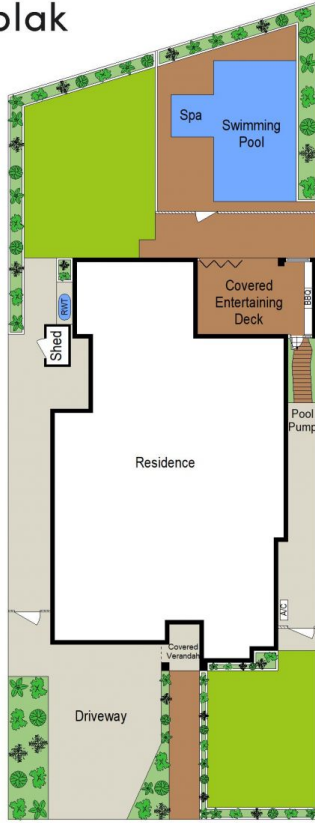 olak
Spa
Swimming
Pool
RWT
Shed
Covered
Entertaining
Deck
BBQ
Pool
Pump
Residence
A/C
Covered
Verandah
Driveway